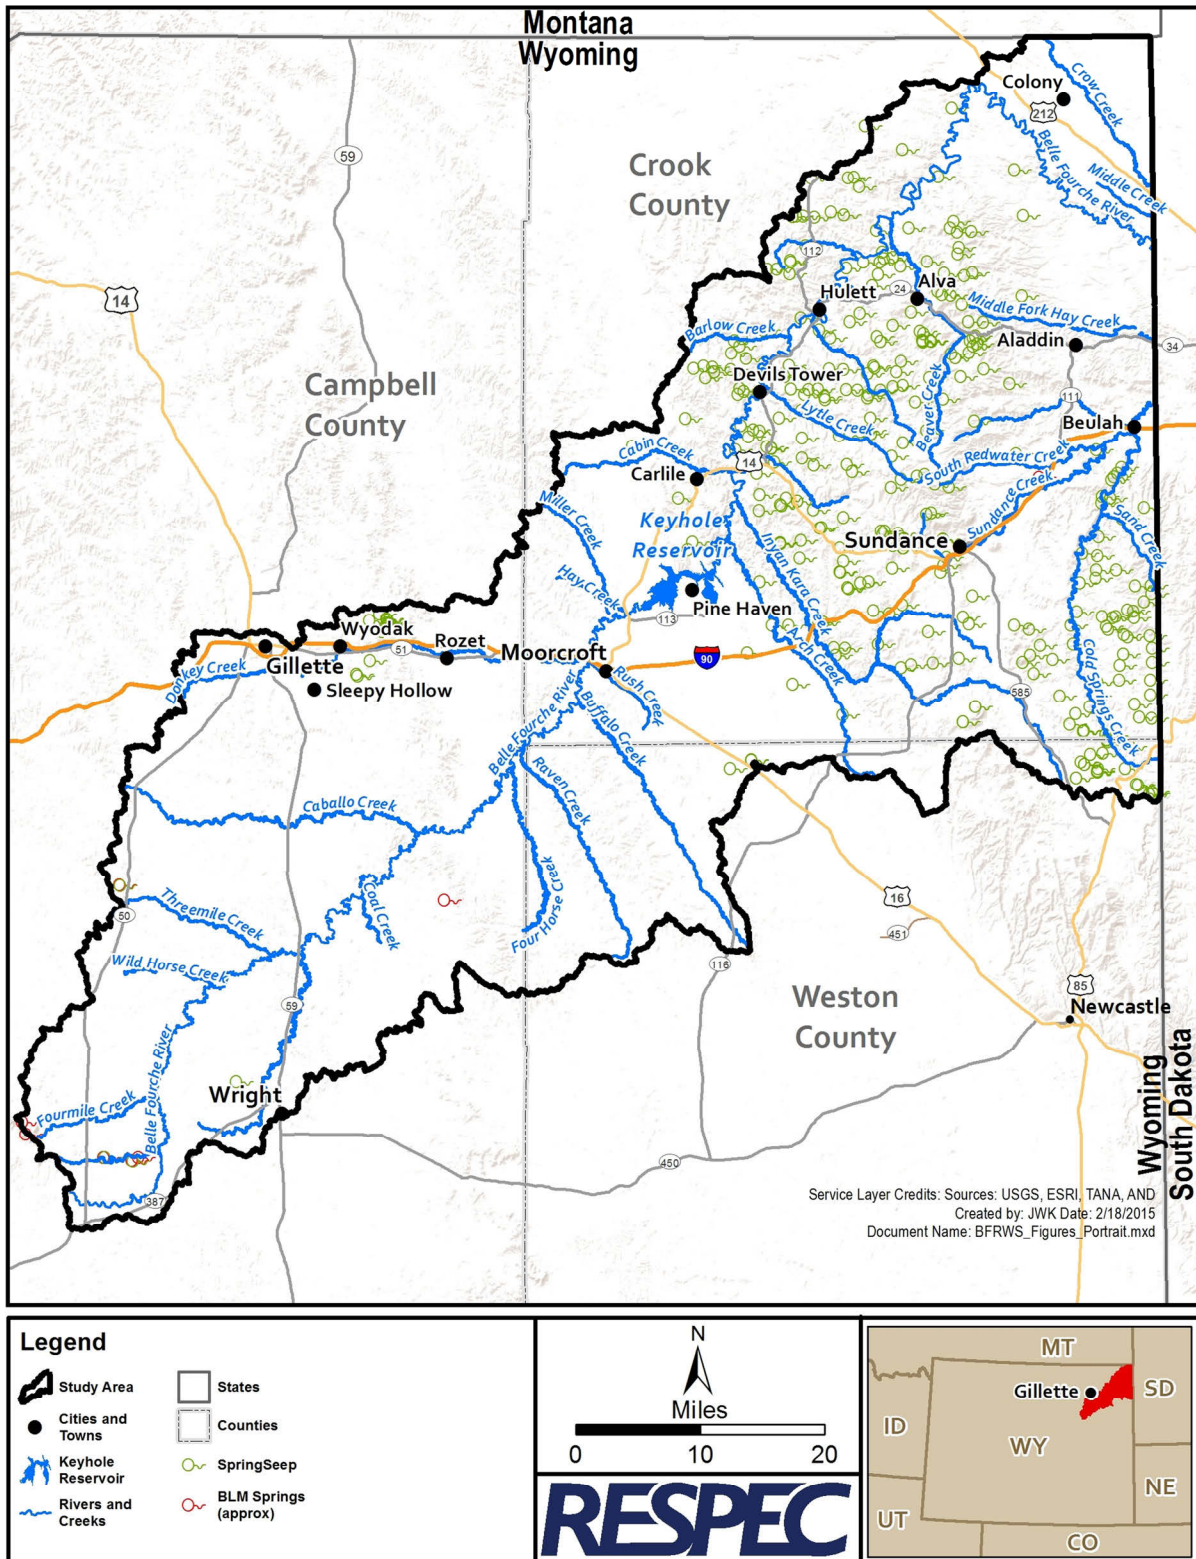 Montana
Wyoming
Colony
Crow Creek
212
59
Belle Fourche River
Middle Creek
Crook
County
112
14
Hulett
24
Alva
Middle Fork Hay Creek
Barlow Creek
Aladdin
34
Campbell
County
Devils Tower
Lytle Creek
Beaver Creek
111
Beulah
Cabin Creek
14
South Redwater Creek
Carlile
Miller Creek
Keyhole
Reservoir
Inyan Kara Creek
Sundance
Sundance Creek
Sand Creek
Hay Creek
Pine Haven
113
Wyodak
Rozet
51
Moorcroft
Gillette
Donkey Creek
Sleepy Hollow
90
Arch Creek
Rush Creek
585
Cold Springs Creek
Belle Fourche River
Buffalo Creek
Raven Creek
Caballo Creek
Coal Creek
Four Horse Creek
16
451
50
Threemile Creek
Wild Horse Creek
116
59
85
Weston
County
Newcastle
Belle Fourche River
Wright
Fourmile Creek
450
387
Wyoming
South Dakota
Service Layer Credits: Sources: USGS, ESRI, TANA, AND
Created by: JWK Date: 2/18/2015
Document Name: BFRWS_Figures_Portrait.mxd
Legend
Study Area
Cities and
Towns
Keyhole
Reservoir
Rivers and
Creeks
States
Counties
SpringSeep
BLM Springs
(approx)
N
Miles
0 10 20
RESPEC
MT
Gillette
SD
ID
WY
NE
UT
CO